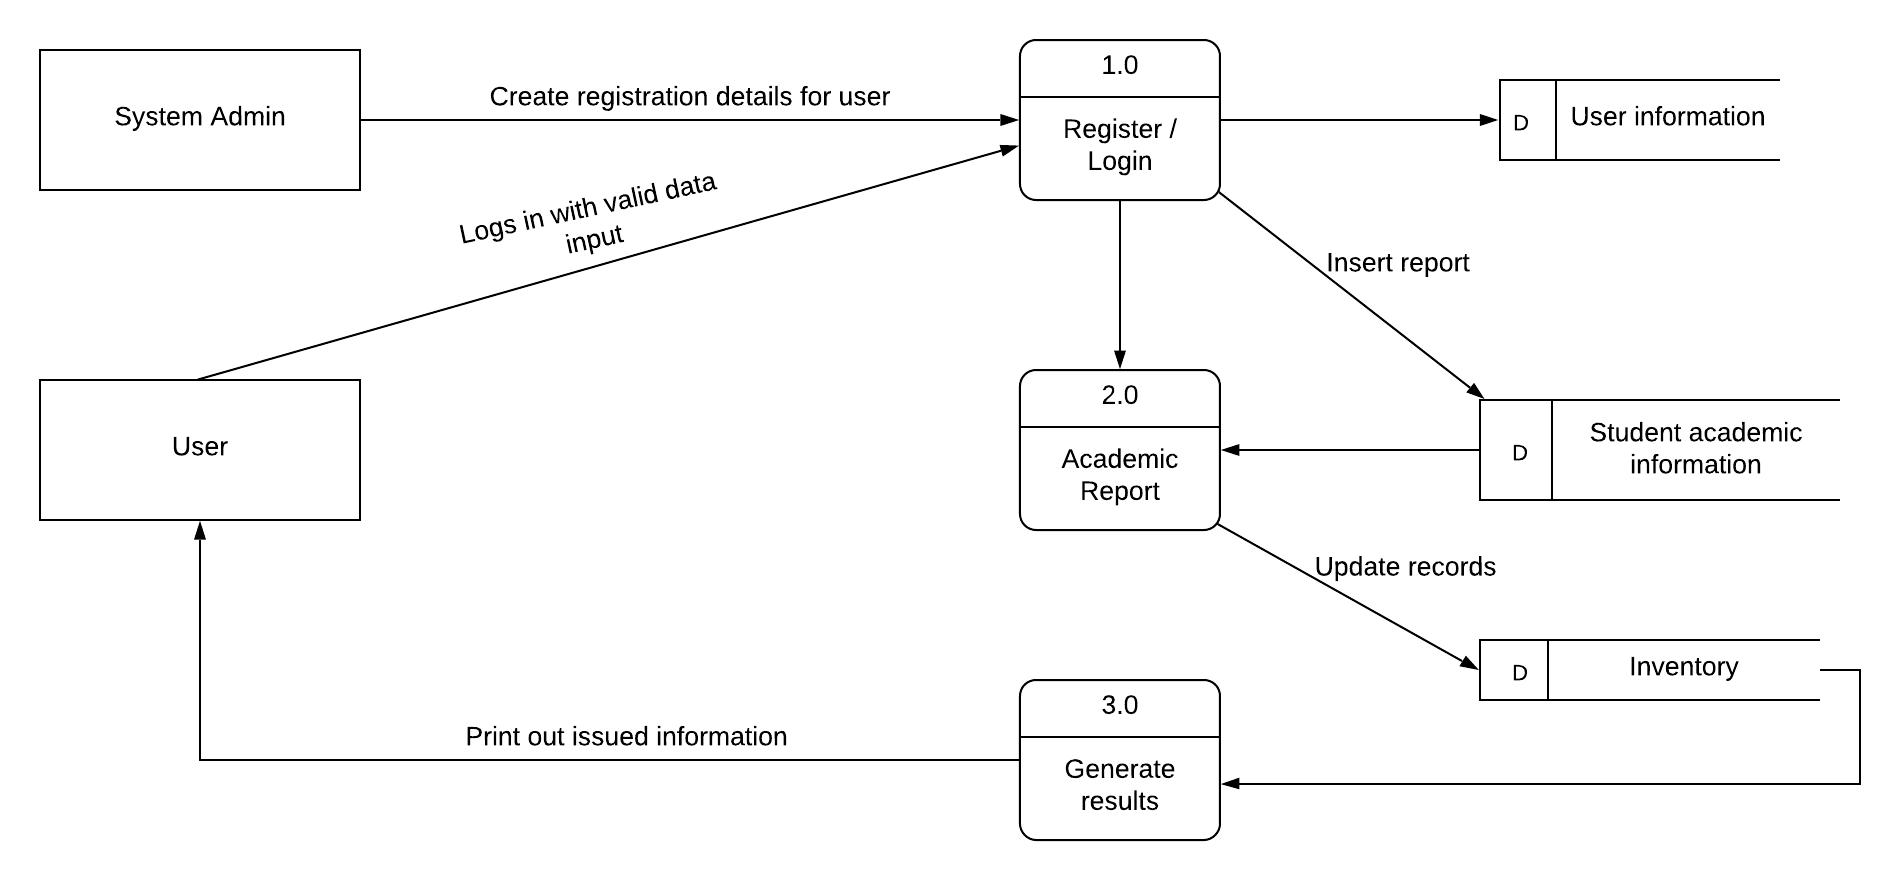 1.0
System Admin
Create registration details for user
Register /
Login
D
User information
Logs in with valid data
input
Insert report
2.0
User
Academic
Report
D
Student academic
information
Update records
D
Inventory
3.0
Print out issued information
Generate
results